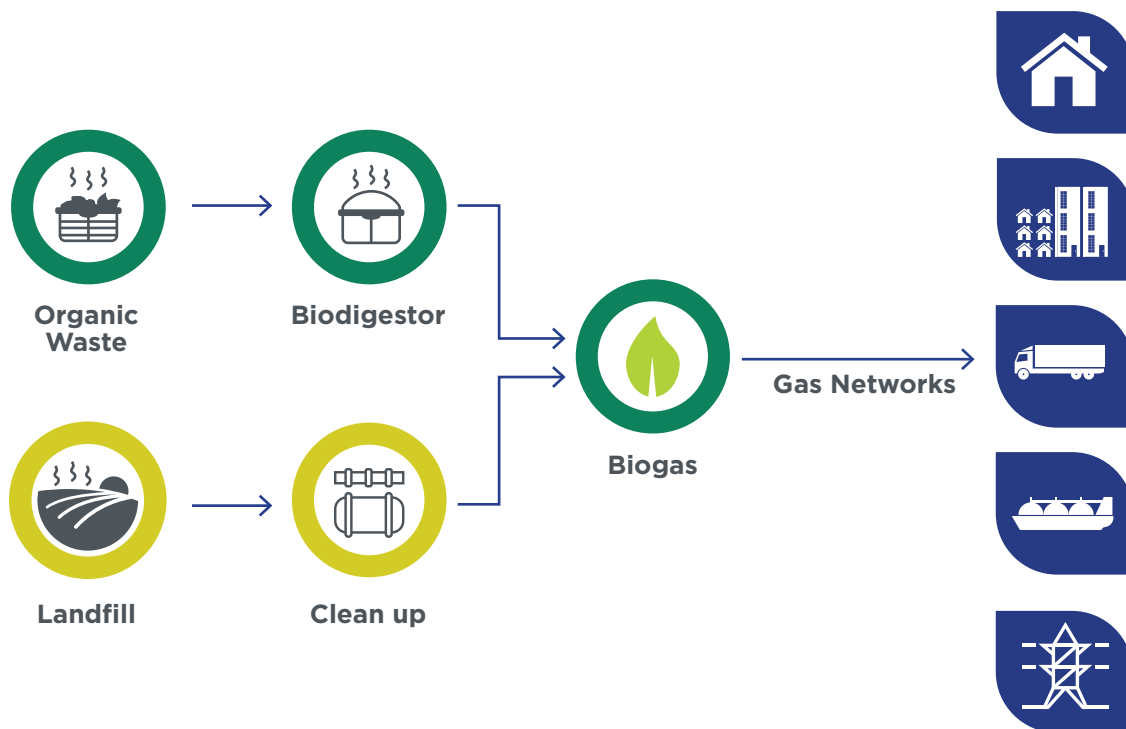 Organic
Waste
Biodigestor
Biogas
Gas Networks
Landfill
Clean up